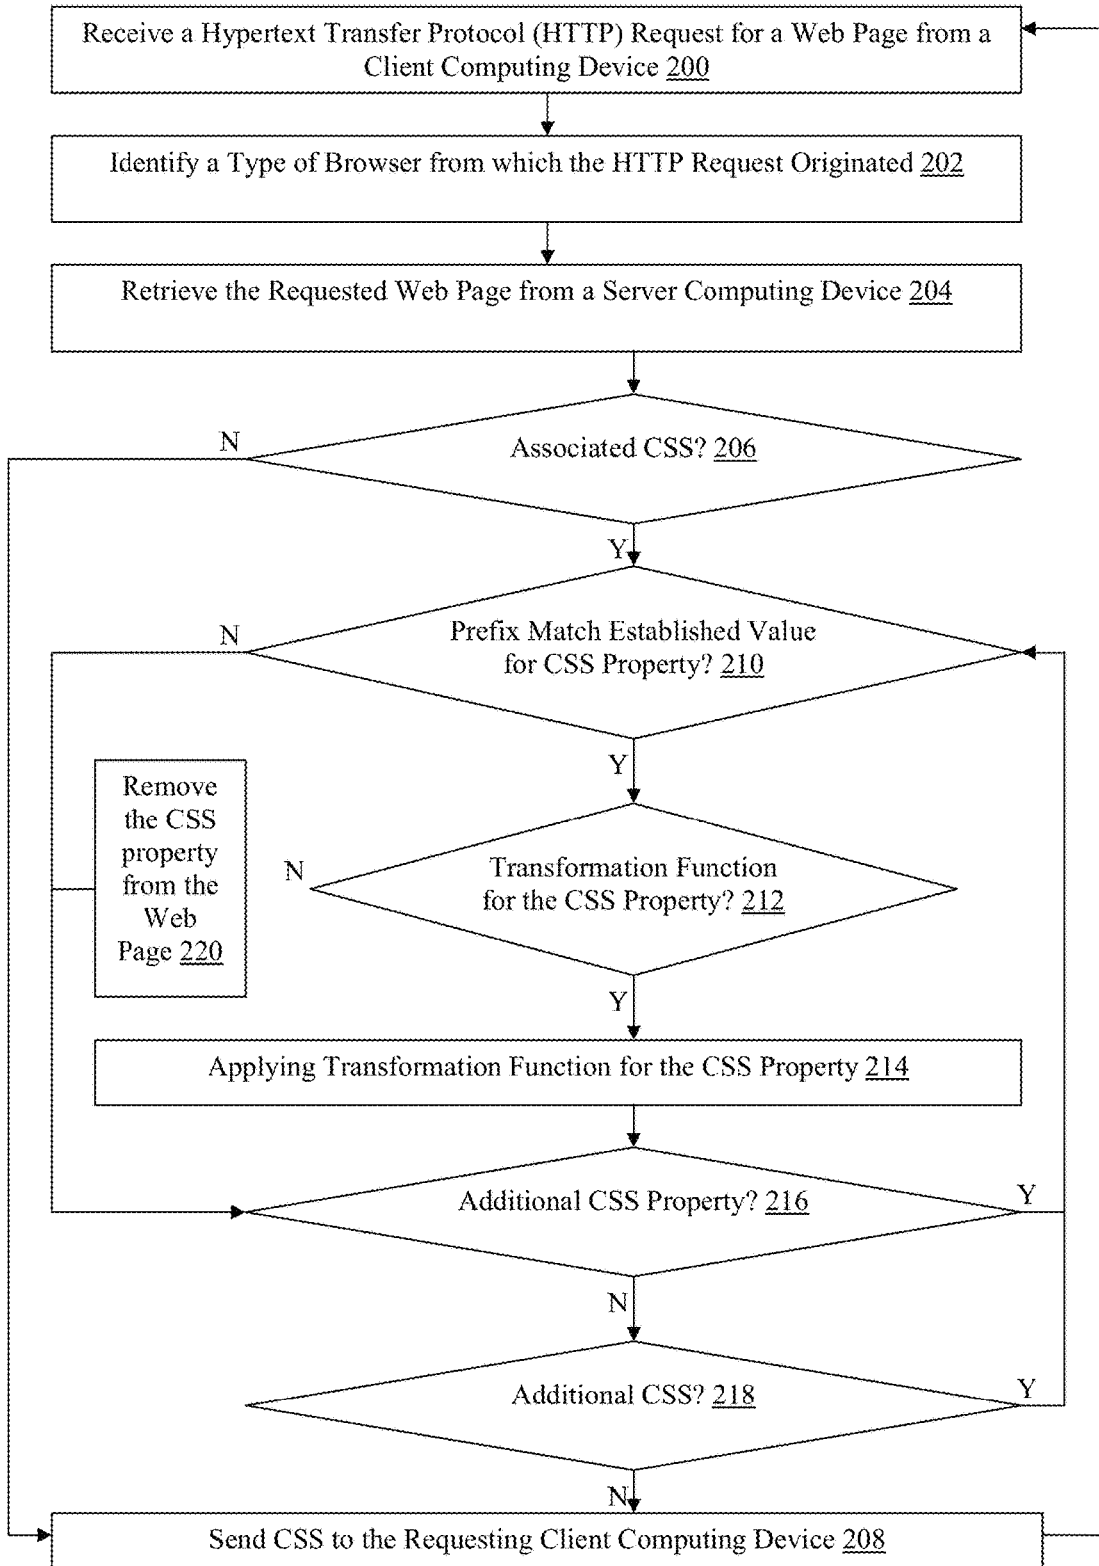 Receive a Hypertext Transfer Protocol (HTTP) Request for a Web Page from a
Client Computing Device 200
Identify a Type of Browser from which the HTTP Request Originated 202
Retrieve the Requested Web Page from a Server Computing Device 204
N
Associated CSS? 206
Y
N
Prefix Match Established Value
for CSS Property? 210
Y
Remove
the CSS
property
from the
Web
Page 220
N
Transformation Function
for the CSS Property? 212
Y
Applying Transformation Function for the CSS Property 214
Additional CSS Property? 216
Y
N
Additional CSS? 218
Y
N
Send CSS to the Requesting Client Computing Device 208